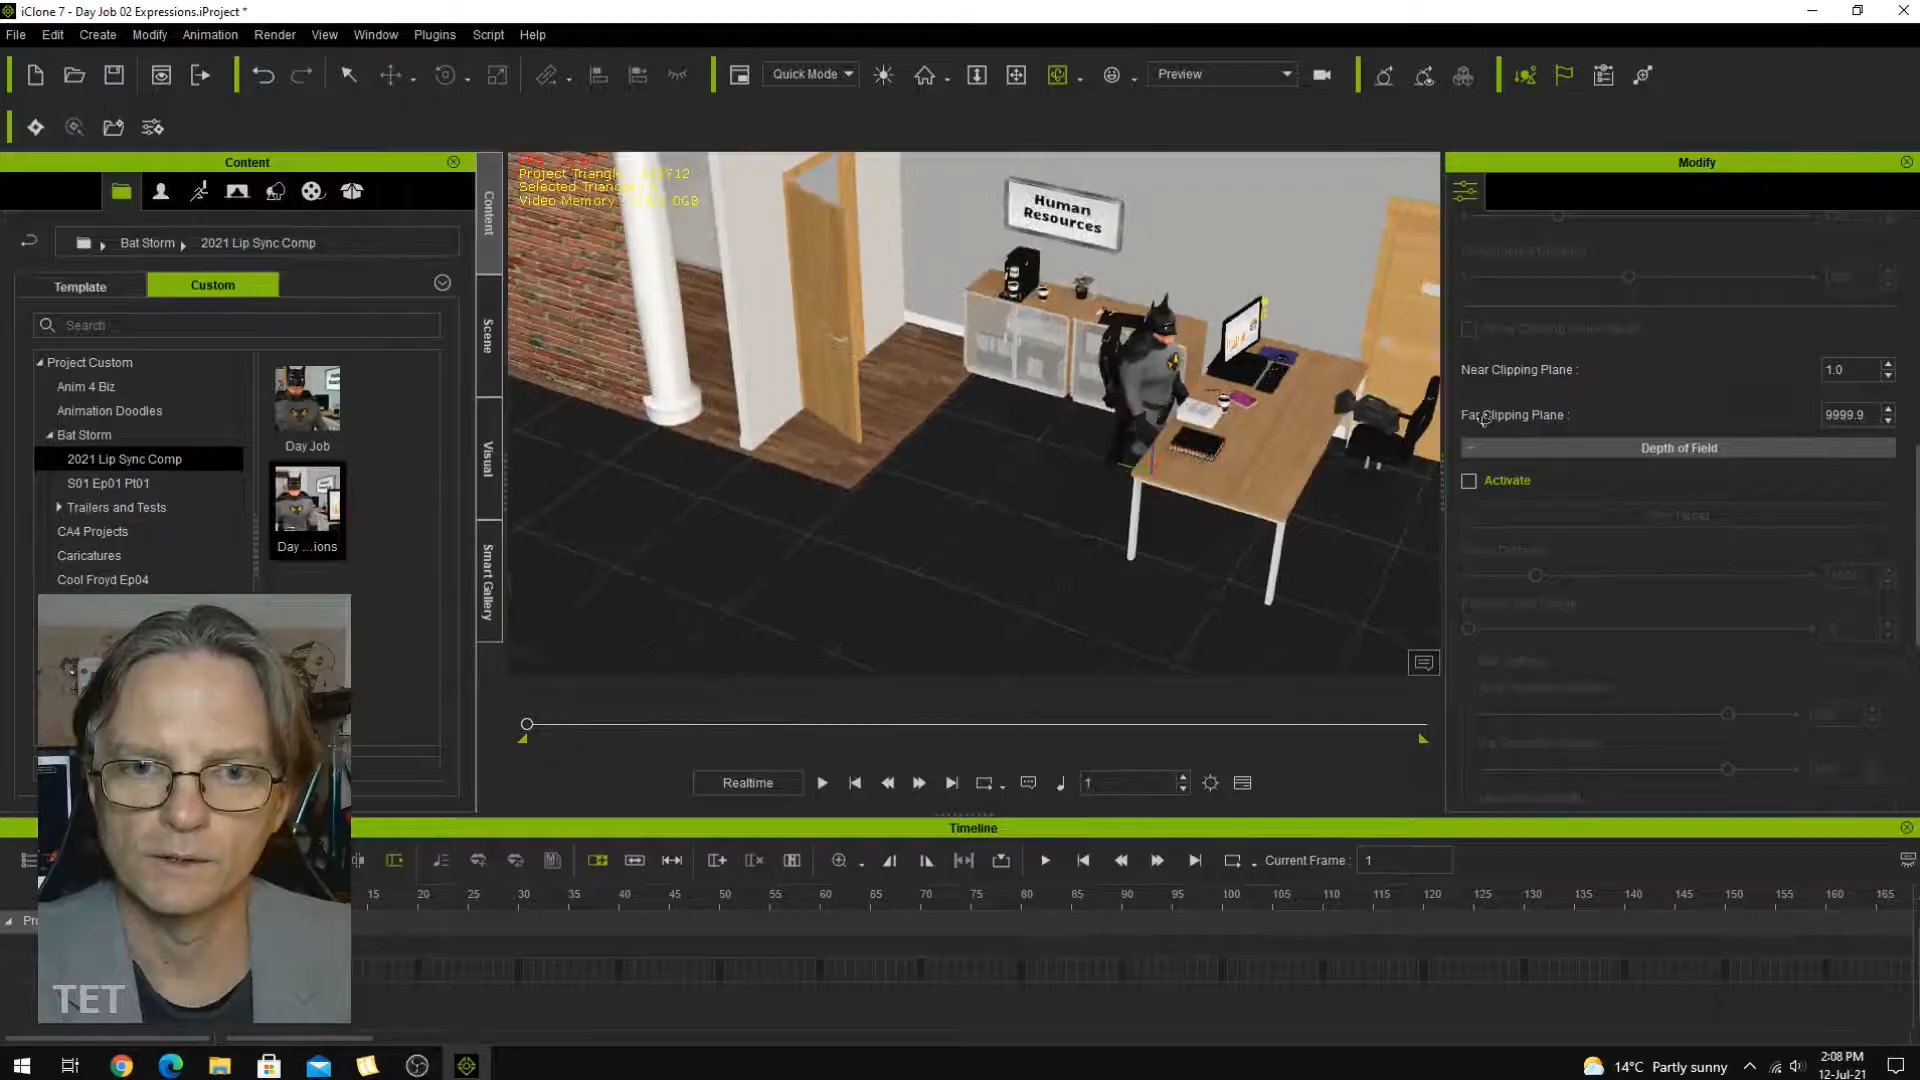 iClone 7 - Day Job 02 Expressions.iProject *
File Edit Create Modify Animation Render View Window Plugins Script Help
Quick Mode
Preview
Content
Modify
Bat Storm 2021 Lip Sync Comp
Template Custom
Search
Project Custom
Anim 4 Biz
Animation Doodles
Bat Storm
2021 Lip Sync Comp
S01 Ep01 Pt01
Trailers and Tests
CA4 Projects
Caricatures
Cool Froyd Ep04
Day Job
Day ...ions
Content
Scene
Visual
Smart Gallery
Project Triangle
Selected Triangle
Video Memory
Human
Resources
Near Clipping Plane : 1.0
Far Clipping Plane : 9999.9
Depth of Field
Activate
Realtime
1
Timeline
Current Frame : 1
15 20 25 30 35 40 45 50 55 60 65 70 75 80 85 90 95 100 105 110 115 120 125 130 135 140 145 150 155 160 165
TET
14°C Partly sunny
2:08 PM
12-Jul-21